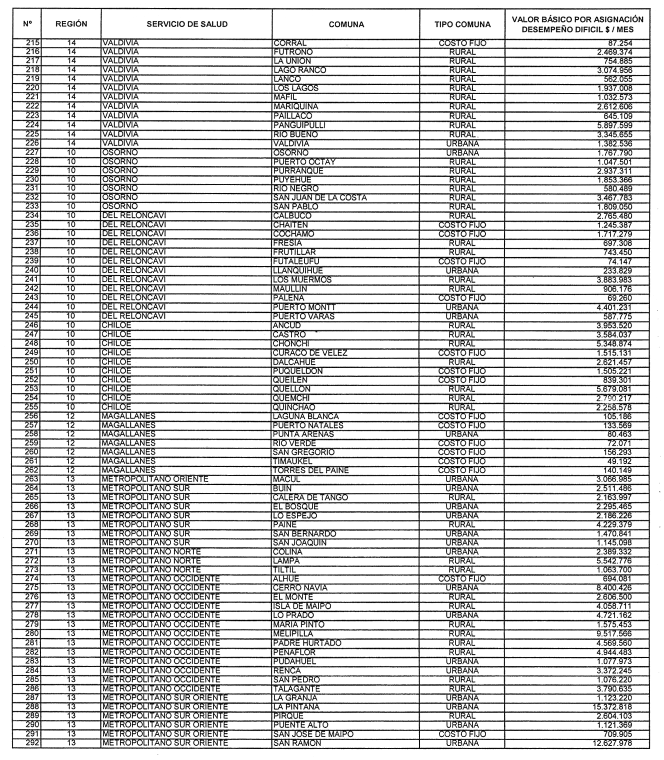 N° REGIÓN SERVICIO DE SALUD COMUNA TIPO COMUNA VALOR BÁSICO POR ASIGNACIÓN DESEMPEÑO DIFICIL $ / MES
215 14 VALDIVIA CORRAL COSTO FIJO 87.254
216 14 VALDIVIA FUTRONO RURAL 2.469.374
217 14 VALDIVIA LA UNION RURAL 754.885
218 14 VALDIVIA LAGO RANCO RURAL 3.074.956
219 14 VALDIVIA LANCO RURAL 562.055
220 14 VALDIVIA LOS LAGOS RURAL 1.937.008
221 14 VALDIVIA MAFIL RURAL 1.032.573
222 14 VALDIVIA MARIQUINA RURAL 2.612.606
223 14 VALDIVIA PAILLACO RURAL 645.109
224 14 VALDIVIA PANGUIPULLI RURAL 5.897.599
225 14 VALDIVIA RIO BUENO RURAL 3.345.655
226 14 VALDIVIA VALDIVIA URBANA 1.382.536
227 10 OSORNO OSORNO URBANA 1.767.790
228 10 OSORNO PUERTO OCTAY RURAL 1.047.501
229 10 OSORNO PURRANQUE RURAL 2.937.311
230 10 OSORNO PUYEHUE RURAL 1.853.366
231 10 OSORNO RIO NEGRO RURAL 580.489
232 10 OSORNO SAN JUAN DE LA COSTA RURAL 3.467.783
233 10 OSORNO SAN PABLO RURAL 1.809.050
234 10 DEL RELONCAVI CALBUCO RURAL 2.765.480
235 10 DEL RELONCAVI CHAITEN COSTO FIJO 1.245.387
236 10 DEL RELONCAVI COCHAMO COSTO FIJO 1.717.279
237 10 DEL RELONCAVI FRESIA RURAL 697.308
238 10 DEL RELONCAVI FRUTILLAR RURAL 743.450
239 10 DEL RELONCAVI FUTALEUFU COSTO FIJO 74.147
240 10 DEL RELONCAVI LLANQUIHUE URBANA 233.829
241 10 DEL RELONCAVI LOS MUERMOS RURAL 3.883.983
242 10 DEL RELONCAVI MAULLIN RURAL 906.176
243 10 DEL RELONCAVI PALENA COSTO FIJO 69.260
244 10 DEL RELONCAVI PUERTO MONTT URBANA 4.401.231
245 10 DEL RELONCAVI PUERTO VARAS URBANA 587.775
246 10 CHILOE ANCUD RURAL 3.953.520
247 10 CHILOE CASTRO RURAL 3.584.037
248 10 CHILOE CHONCHI RURAL 5.348.874
249 10 CHILOE CURACO DE VELEZ COSTO FIJO 1.515.131
250 10 CHILOE DALCAHUE RURAL 2.621.457
251 10 CHILOE PUQUELDON COSTO FIJO 1.505.221
252 10 CHILOE QUEILEN COSTO FIJO 839.301
253 10 CHILOE QUELLON RURAL 5.679.081
254 10 CHILOE QUEMCHI RURAL 2.790.217
255 10 CHILOE QUINCHAO RURAL 2.258.578
256 12 MAGALLANES LAGUNA BLANCA COSTO FIJO 105.186
257 12 MAGALLANES PUERTO NATALES COSTO FIJO 133.569
258 12 MAGALLANES PUNTA ARENAS URBANA 80.463
259 12 MAGALLANES RIO VERDE COSTO FIJO 72.071
260 12 MAGALLANES SAN GREGORIO COSTO FIJO 156.293
261 12 MAGALLANES TIMAUKEL COSTO FIJO 49.192
262 12 MAGALLANES TORRES DEL PAINE COSTO FIJO 140.149
263 13 METROPOLITANO ORIENTE MACUL URBANA 3.066.985
264 13 METROPOLITANO SUR BUIN URBANA 2.511.486
265 13 METROPOLITANO SUR CALERA DE TANGO RURAL 2.163.997
266 13 METROPOLITANO SUR EL BOSQUE URBANA 2.295.465
267 13 METROPOLITANO SUR LO ESPEJO URBANA 2.186.226
268 13 METROPOLITANO SUR PAINE RURAL 4.229.379
269 13 METROPOLITANO SUR SAN BERNARDO URBANA 1.470.841
270 13 METROPOLITANO SUR SAN JOAQUIN URBANA 1.145.098
271 13 METROPOLITANO NORTE COLINA URBANA 2.389.332
272 13 METROPOLITANO NORTE LAMPA RURAL 5.542.776
273 13 METROPOLITANO NORTE TILTIL RURAL 1.063.700
274 13 METROPOLITANO OCCIDENTE ALHUE COSTO FIJO 694.081
275 13 METROPOLITANO OCCIDENTE CERRO NAVIA URBANA 8.400.426
276 13 METROPOLITANO OCCIDENTE EL MONTE RURAL 2.606.500
277 13 METROPOLITANO OCCIDENTE ISLA DE MAIPO RURAL 4.058.711
278 13 METROPOLITANO OCCIDENTE LO PRADO URBANA 4.721.162
279 13 METROPOLITANO OCCIDENTE MARIA PINTO RURAL 1.575.453
280 13 METROPOLITANO OCCIDENTE MELIPILLA RURAL 9.517.566
281 13 METROPOLITANO OCCIDENTE PADRE HURTADO RURAL 4.569.560
282 13 METROPOLITANO OCCIDENTE PEÑAFLOR RURAL 4.944.483
283 13 METROPOLITANO OCCIDENTE PUDAHUEL URBANA 1.077.973
284 13 METROPOLITANO OCCIDENTE RENCA URBANA 3.372.245
285 13 METROPOLITANO OCCIDENTE SAN PEDRO RURAL 1.076.220
286 13 METROPOLITANO OCCIDENTE TALAGANTE RURAL 3.790.635
287 13 METROPOLITANO SUR ORIENTE LA GRANJA URBANA 1.123.220
288 13 METROPOLITANO SUR ORIENTE LA PINTANA URBANA 15.372.818
289 13 METROPOLITANO SUR ORIENTE PIRQUE RURAL 2.604.103
290 13 METROPOLITANO SUR ORIENTE PUENTE ALTO URBANA 1.121.369
291 13 METROPOLITANO SUR ORIENTE SAN JOSE DE MAIPO COSTO FIJO 709.905
292 13 METROPOLITANO SUR ORIENTE SAN RAMON URBANA 12.627.978